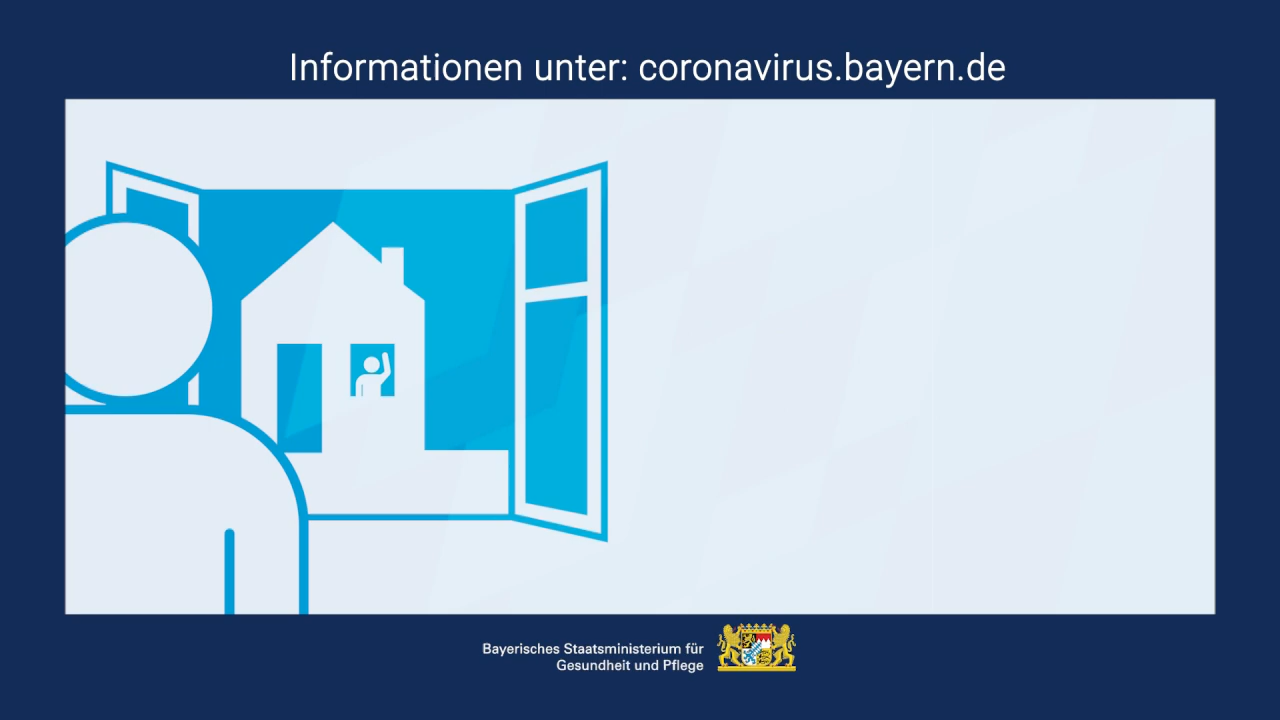 Informationen unter: coronavirus.bayern.de
Bayerisches Staatsministerium für
Gesundheit und Pflege